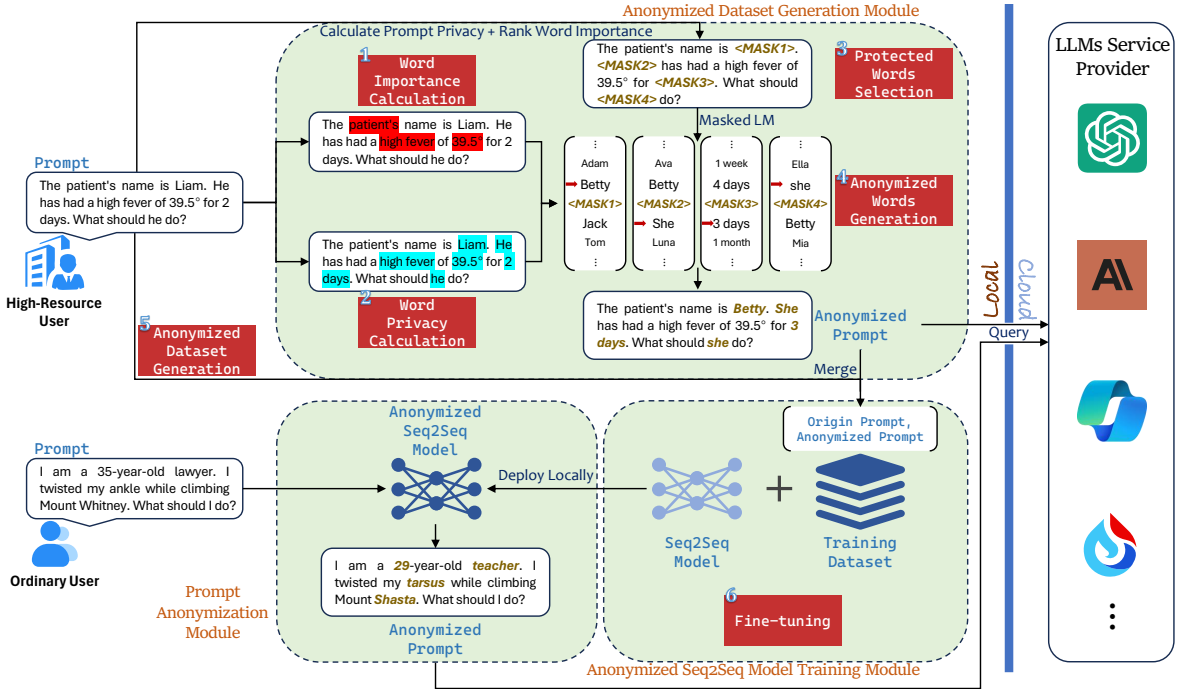 Anonymized Dataset Generation Module
Calculate Prompt Privacy + Rank Word Importance
1
Word
Importance
Calculation
The patient's name is <MASK1>.
<MASK2> has had a high fever of
39.5° for <MASK3>. What should
<MASK4> do?
3
Protected
Words
Selection
Masked LM
The patient's name is Liam. He
has had a high fever of 39.5° for 2
days. What should he do?
Prompt
The patient's name is Liam. He
has had a high fever of 39.5° for 2
days. What should he do?
High-Resource
User
⋮
Adam
Betty
<MASK1>
Jack
Tom
⋮
⋮
Ava
Betty
<MASK2>
She
Luna
⋮
⋮
1 week
4 days
<MASK3>
3 days
1 month
⋮
⋮
Ella
she
<MASK4>
Betty
Mia
⋮
4
Anonymized
Words
Generation
The patient's name is Liam. He
has had a high fever of 39.5° for 2
days. What should he do?
2
Word
Privacy
Calculation
5
Anonymized
Dataset
Generation
The patient's name is Betty. She
has had a high fever of 39.5° for 3
days. What should she do?
Anonymized
Prompt
Merge
Local
Cloud
Query
LLMs Service
Provider
⋮
Prompt
I am a 35-year-old lawyer. I
twisted my ankle while climbing
Mount Whitney. What should I do?
Ordinary User
Anonymized
Seq2Seq
Model
Deploy Locally
Origin Prompt,
Anonymized Prompt
+
Seq2Seq
Model
Training
Dataset
I am a 29-year-old teacher. I
twisted my tarsus while climbing
Mount Shasta. What should I do?
Prompt
Anonymization
Module
Anonymized
Prompt
6
Fine-tuning
Anonymized Seq2Seq Model Training Module